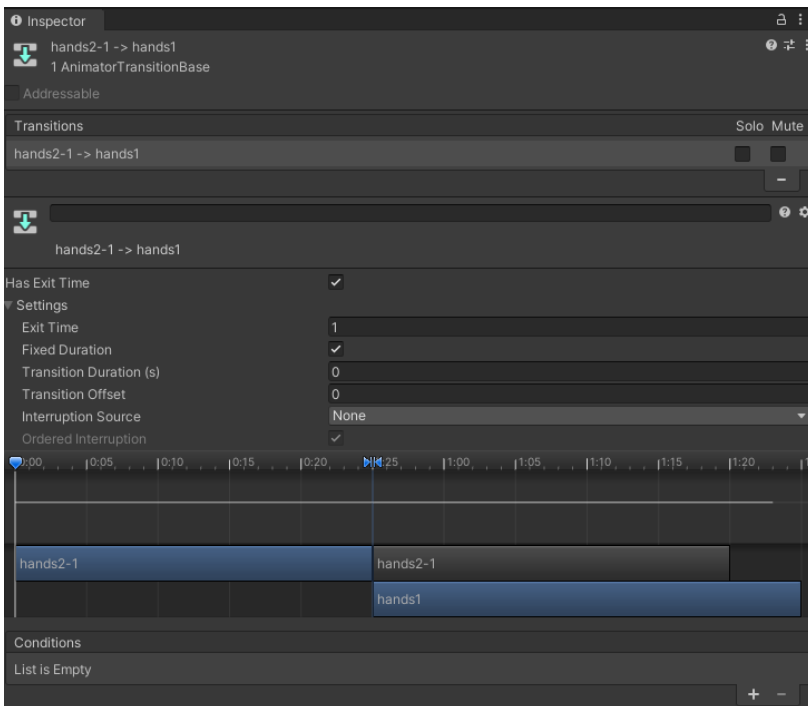 Inspector
hands2-1 -> hands1
1 AnimatorTransitionBase
Addressable
Transitions Solo Mute
hands2-1 -> hands1
hands2-1 -> hands1
Has Exit Time
Settings
Exit Time 1
Fixed Duration
Transition Duration (s) 0
Transition Offset 0
Interruption Source None
Ordered Interruption
0:05 0:10 0:15 0:20 1:00 1:05 1:10 1:15 1:20
hands2-1 hands2-1
hands1
Conditions
List is Empty